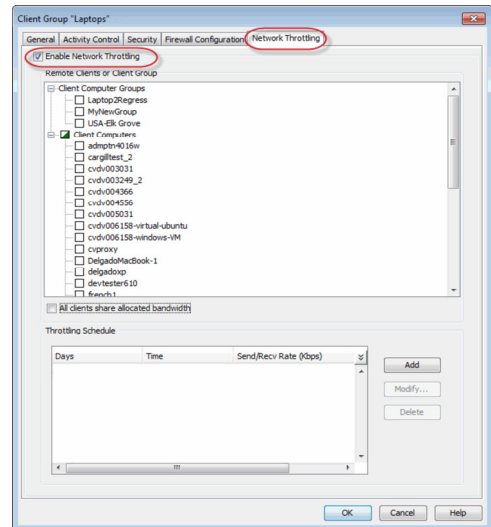 Client Group "Laptops"
General Activity Control Security Firewall Configuration Network Throttling
Enable Network Throttling
Remote Clients or Client Group
Client Computer Groups
Laptop2Regress
MyNewGroup
USA-Elk Grove
Client Computers
admptn4016w
cargilltest_2
cvdv003031
cvdv003249_2
cvdv004366
cvdv004556
cvdv005031
cvdv006158-virtual-ubuntu
cvdv006158-windows-VM
cvproxy
DelgadoMacBook-1
delgadoxp
devtester610
french1
All clients share allocated bandwidth
Throttling Schedule
Days Time Send/Recv Rate (Kbps)
Add
Modify...
Delete
OK Cancel Help